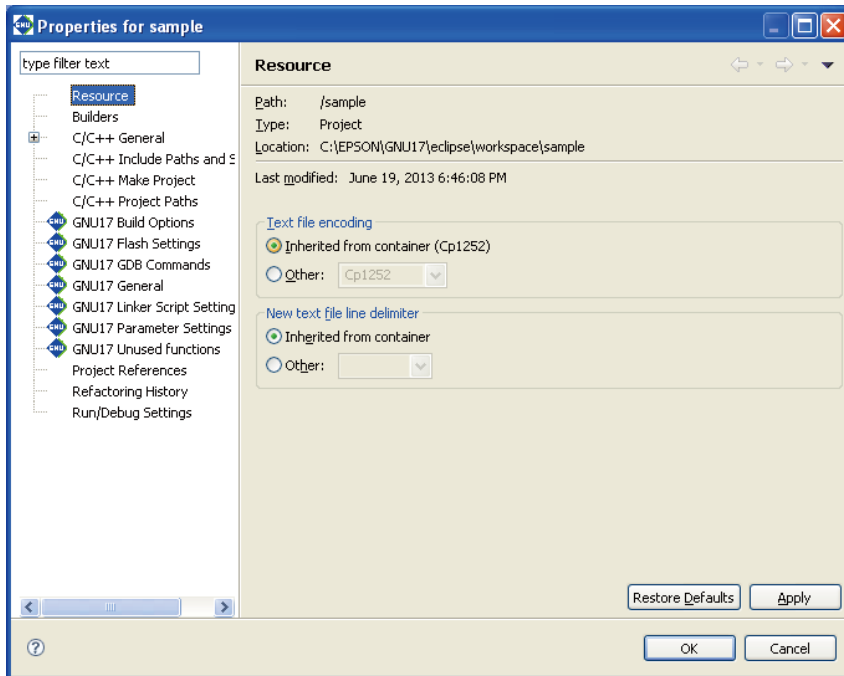 Properties for sample
type filter text
Resource
Builders
C/C++ General
C/C++ Include Paths and S
C/C++ Make Project
C/C++ Project Paths
GNU17 Build Options
GNU17 Flash Settings
GNU17 GDB Commands
GNU17 General
GNU17 Linker Script Setting
GNU17 Parameter Settings
GNU17 Unused functions
Project References
Refactoring History
Run/Debug Settings
Resource
Path: /sample
Type: Project
Location: C:\EPSON\GNU17\eclipse\workspace\sample
Last modified: June 19, 2013 6:46:08 PM
Text file encoding
Inherited from container (Cp1252)
Other: Cp1252
New text file line delimiter
Inherited from container
Other:
Restore Defaults Apply
OK Cancel